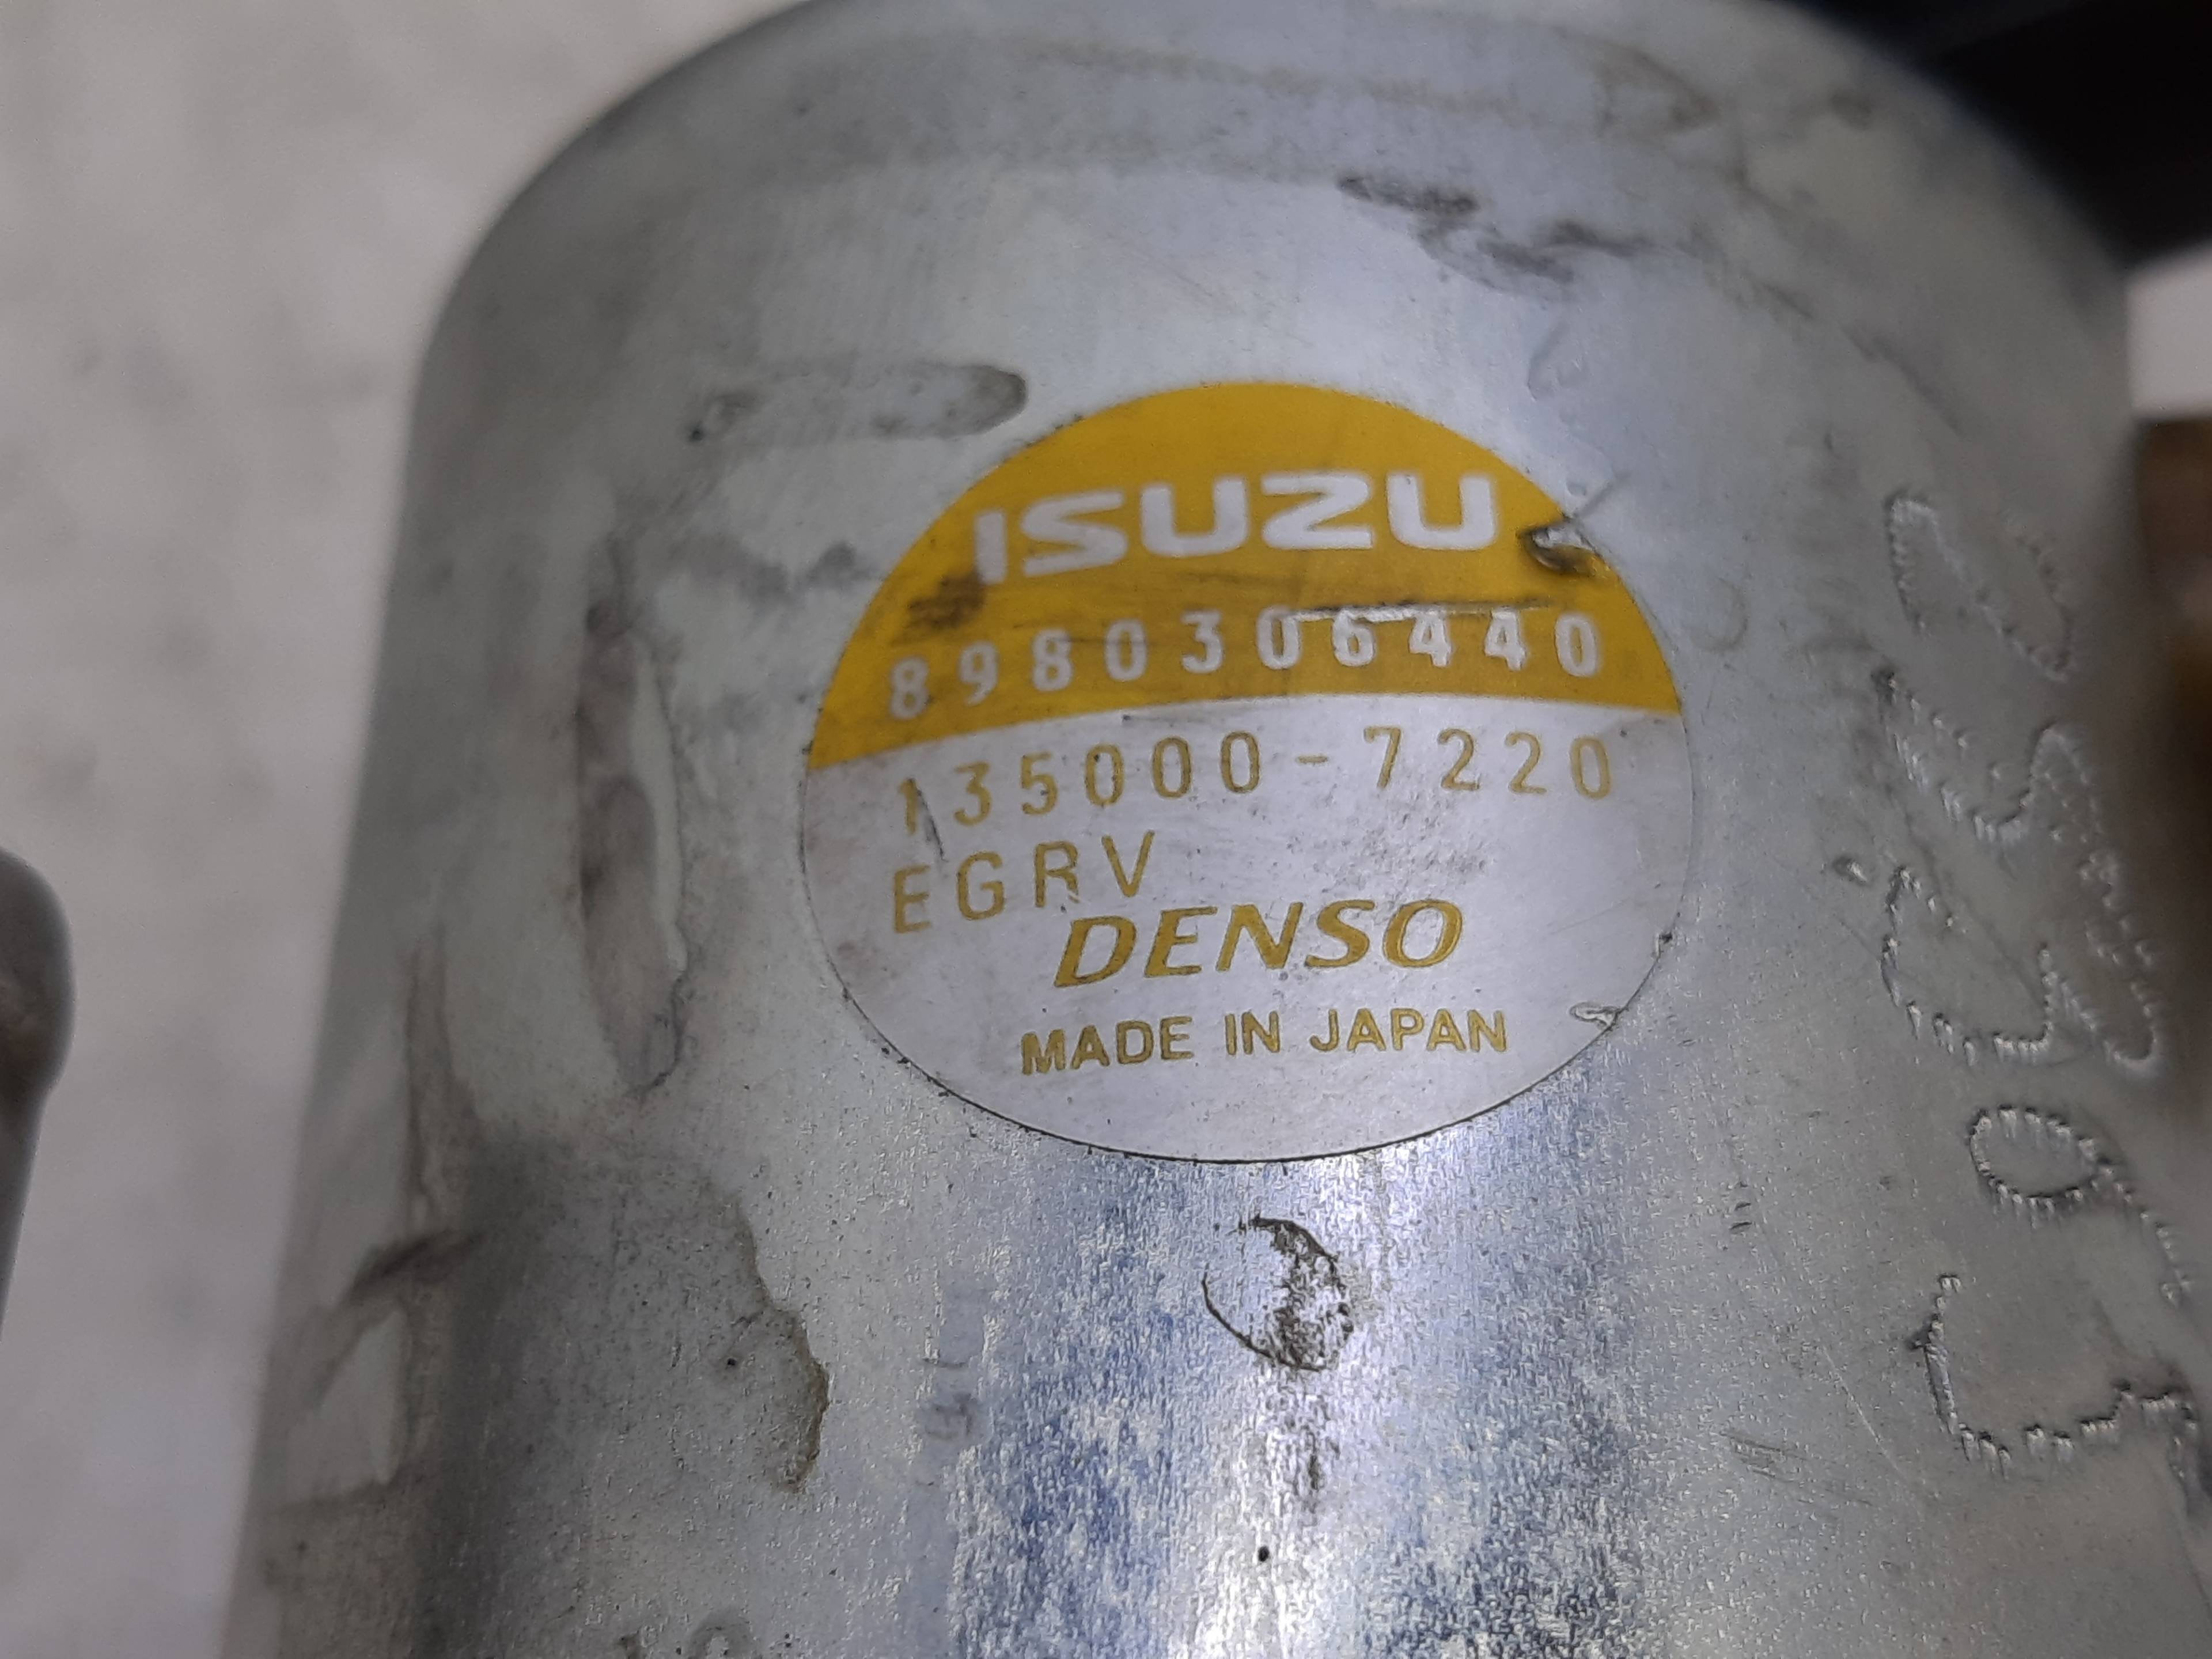 ISUZU
8980306440
135000-7220
EGRV
DENSO
MADE IN JAPAN